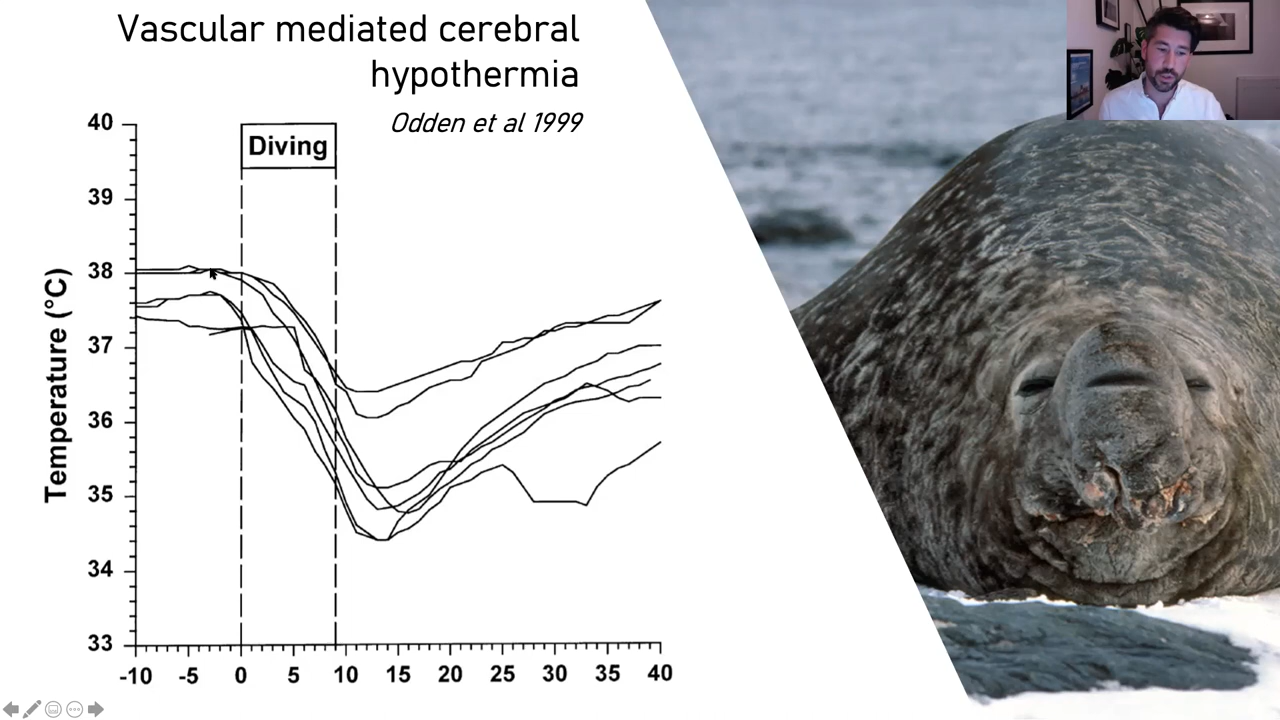 Vascular mediated cerebral
hypothermia
Odden et al 1999
Diving
Temperature (°C)
40
39
38
37
36
35
34
33
-10 -5 0 5 10 15 20 25 30 35 40